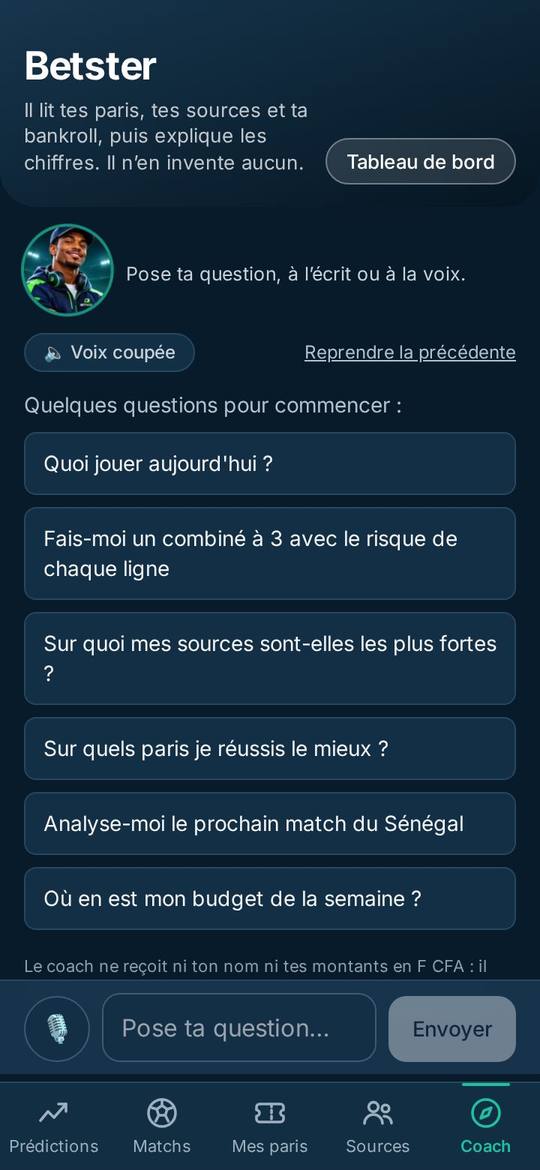 Betster
Il lit tes paris, tes sources et ta
bankroll, puis explique les
chiffres. Il n’en invente aucun.
Tableau de bord
Pose ta question, à l’écrit ou à la voix.
Voix coupée
Reprendre la précédente
Quelques questions pour commencer :
Quoi jouer aujourd'hui ?
Fais-moi un combiné à 3 avec le risque de
chaque ligne
Sur quoi mes sources sont-elles les plus fortes
?
Sur quels paris je réussis le mieux ?
Analyse-moi le prochain match du Sénégal
Où en est mon budget de la semaine ?
Le coach ne reçoit ni ton nom ni tes montants en F CFA : il
Pose ta question...
Envoyer
Prédictions
Matchs
Mes paris
Sources
Coach